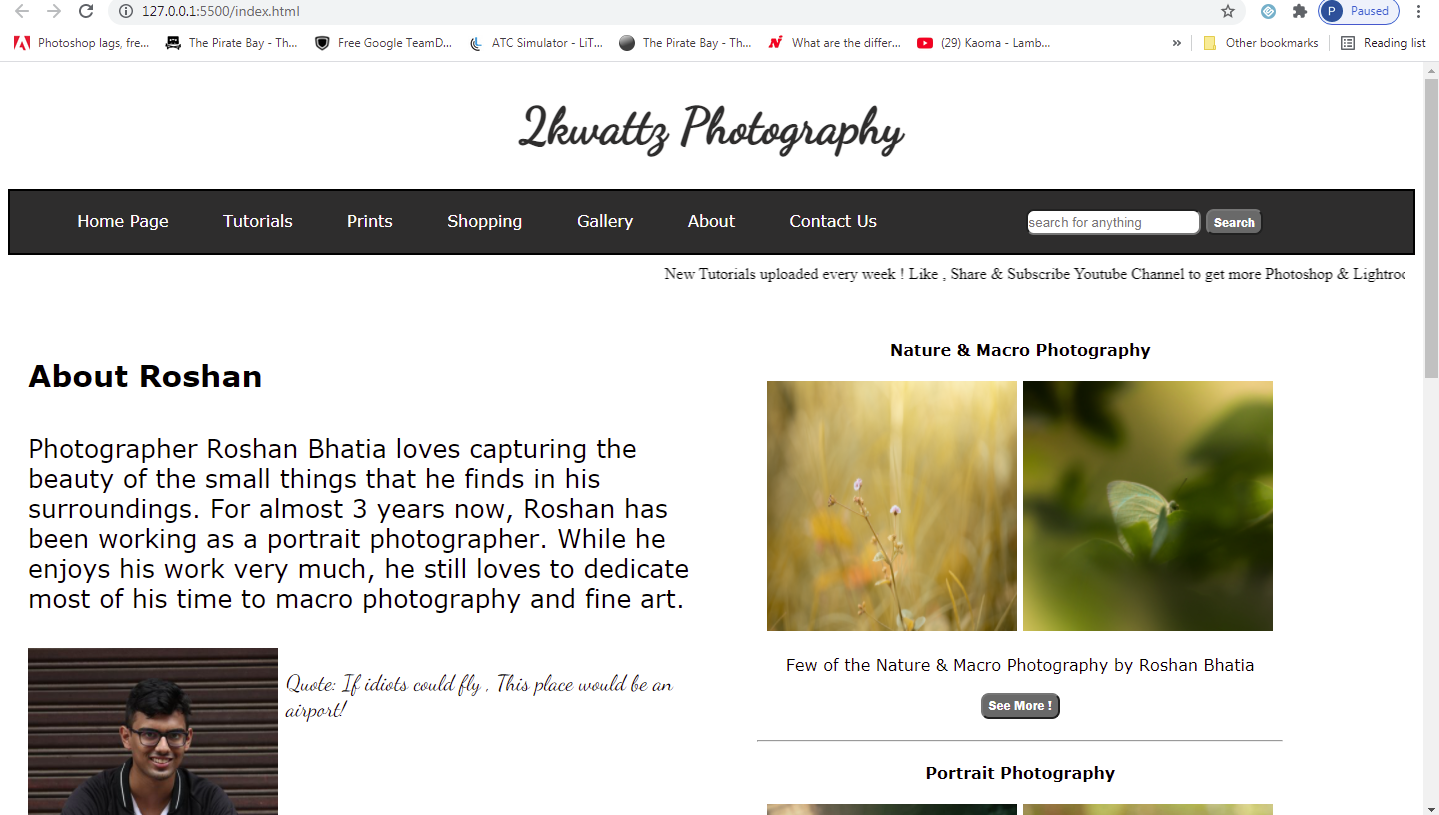 127.0.0.1:5500/index.html
P Paused
Photoshop lags, fre... The Pirate Bay - Th... Free Google TeamD... ATC Simulator - LiT... The Pirate Bay - Th... What are the differ... (29) Kaoma - Lamb... » Other bookmarks Reading list
2kwattz Photography
Home Page Tutorials Prints Shopping Gallery About Contact Us search for anything Search
New Tutorials uploaded every week ! Like , Share & Subscribe Youtube Channel to get more Photoshop & Lightroo
About Roshan
Photographer Roshan Bhatia loves capturing the
beauty of the small things that he finds in his
surroundings. For almost 3 years now, Roshan has
been working as a portrait photographer. While he
enjoys his work very much, he still loves to dedicate
most of his time to macro photography and fine art.
Quote: If idiots could fly , This place would be an
airport!
Nature & Macro Photography
Few of the Nature & Macro Photography by Roshan Bhatia
See More !
Portrait Photography